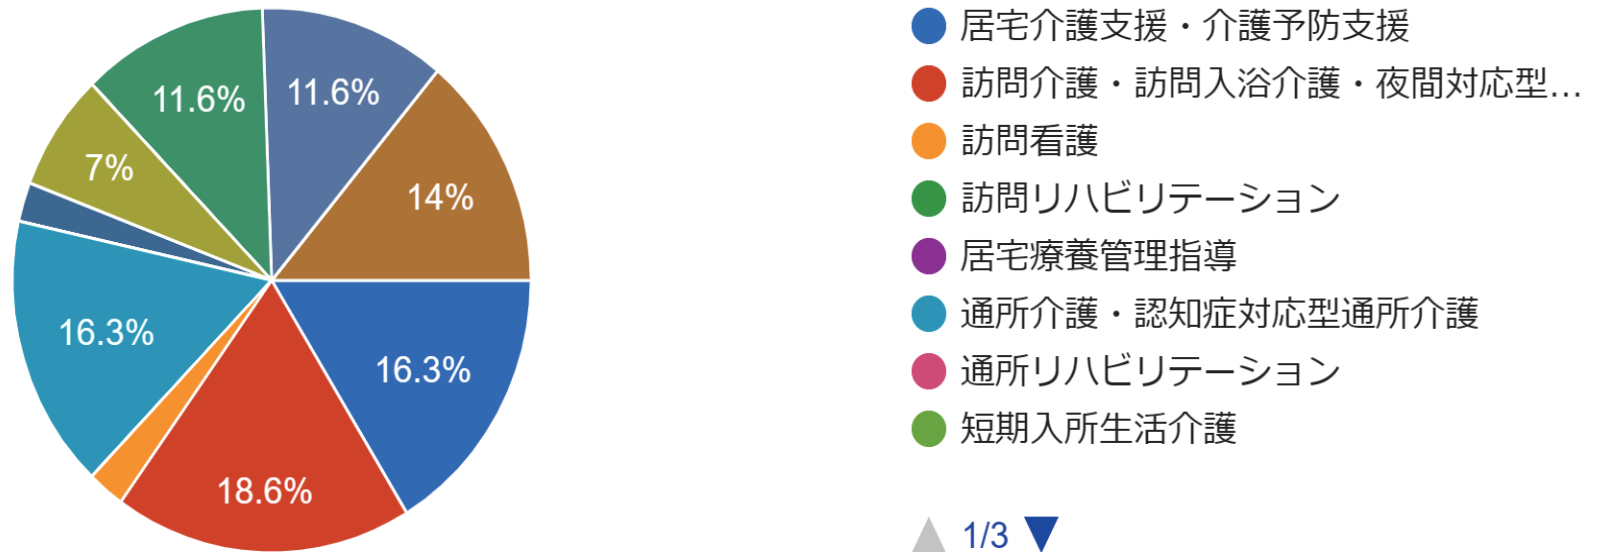 11.6%
11.6%
7%
14%
16.3%
16.3%
18.6%
居宅介護支援・介護予防支援
訪問介護・訪問入浴介護・夜間対応型…
訪問看護
訪問リハビリテーション
居宅療養管理指導
通所介護・認知症対応型通所介護
通所リハビリテーション
短期入所生活介護
1/3